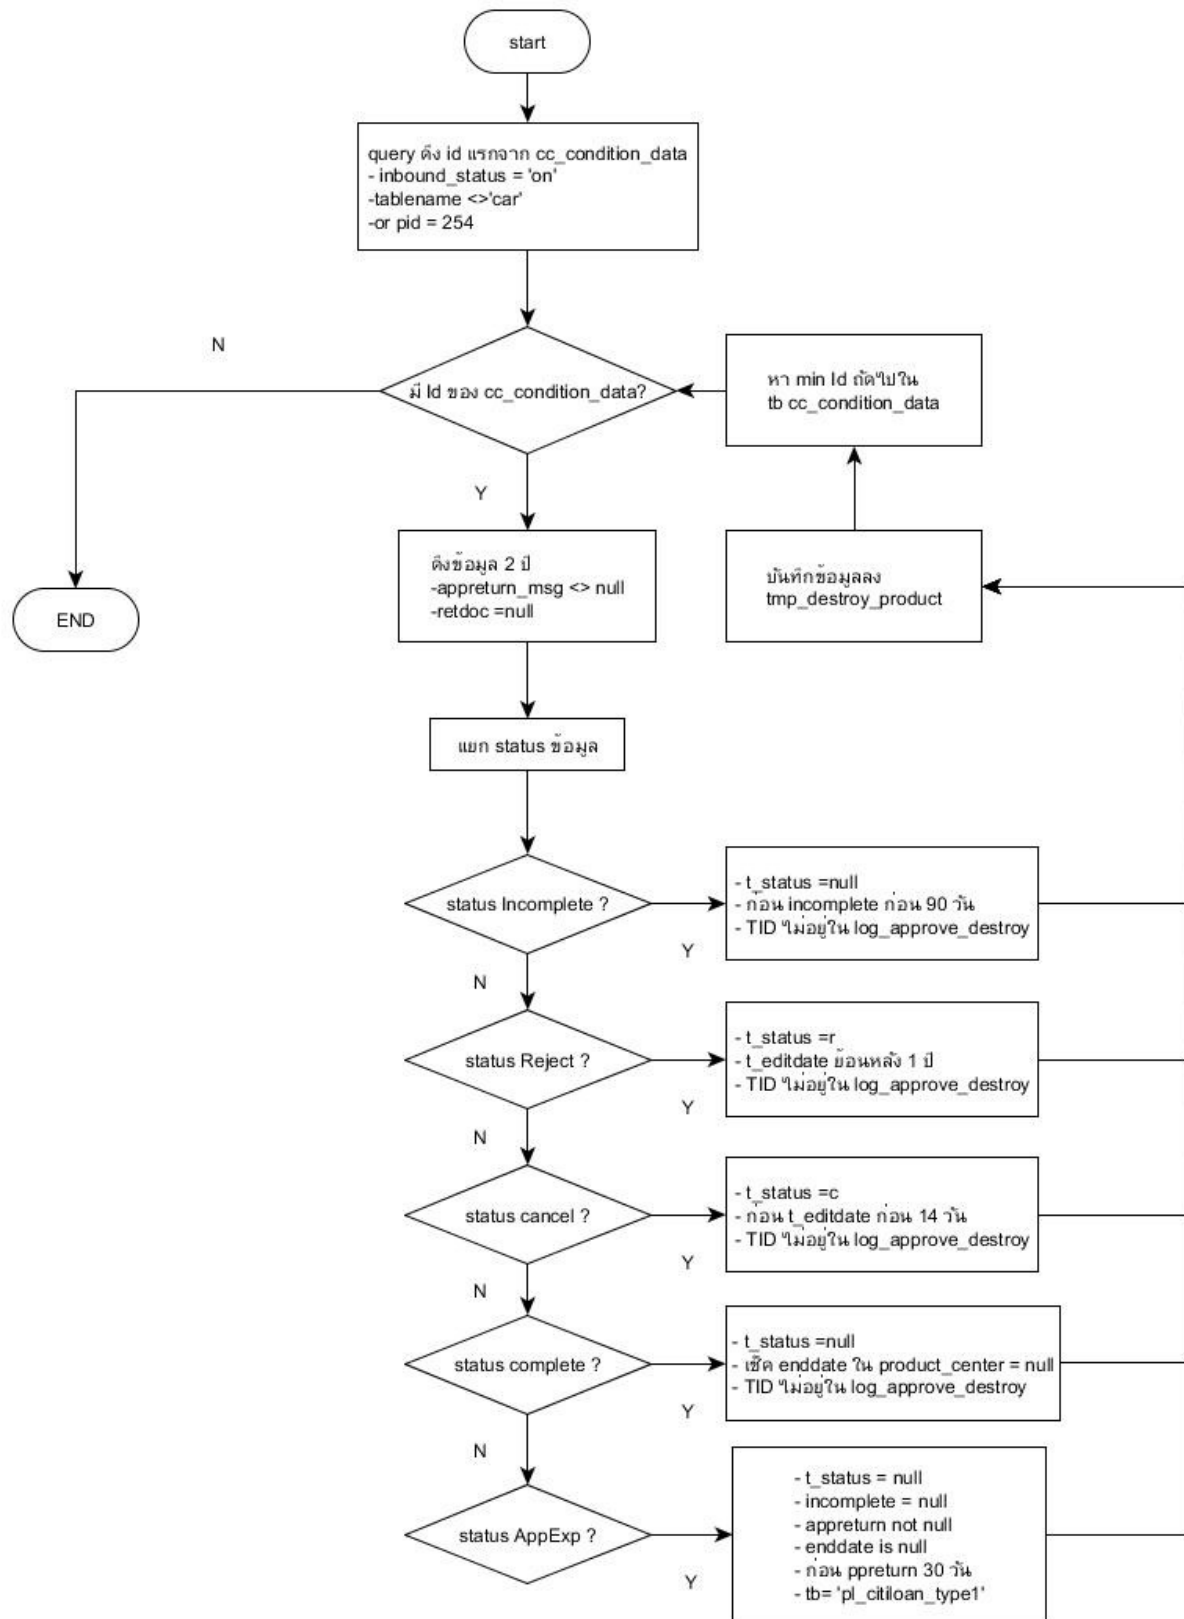 start
query ดึง id แรกจาก cc_condition_data
- inbound_status = 'on'
-tablename <>'car'
-or pid = 254
N
มี Id ของ cc_condition_data?
หา min Id ถัดไปใน
tb cc_condition_data
Y
ดึงข้อมูล 2 ปี
-appreturn_msg <> null
-retdoc =null
บันทึกข้อมูลลง
tmp_destroy_product
END
แยก status ข้อมูล
status Incomplete ?
- t_status =null
- ก่อน incomplete ก่อน 90 วัน
- TID ไม่อยู่ใน log_approve_destroy
Y
N
status Reject ?
- t_status =r
- t_editdate ย้อนหลัง 1 ปี
- TID ไม่อยู่ใน log_approve_destroy
Y
N
status cancel ?
- t_status =c
- ก่อน t_editdate ก่อน 14 วัน
- TID ไม่อยู่ใน log_approve_destroy
Y
N
status complete ?
- t_status =null
- เช็ค enddate ใน product_center = null
- TID ไม่อยู่ใน log_approve_destroy
Y
N
status AppExp ?
- t_status = null
- incomplete = null
- appreturn not null
- enddate is null
- ก่อน ppreturn 30 วัน
- tb= 'pl_citiloan_type1'
Y